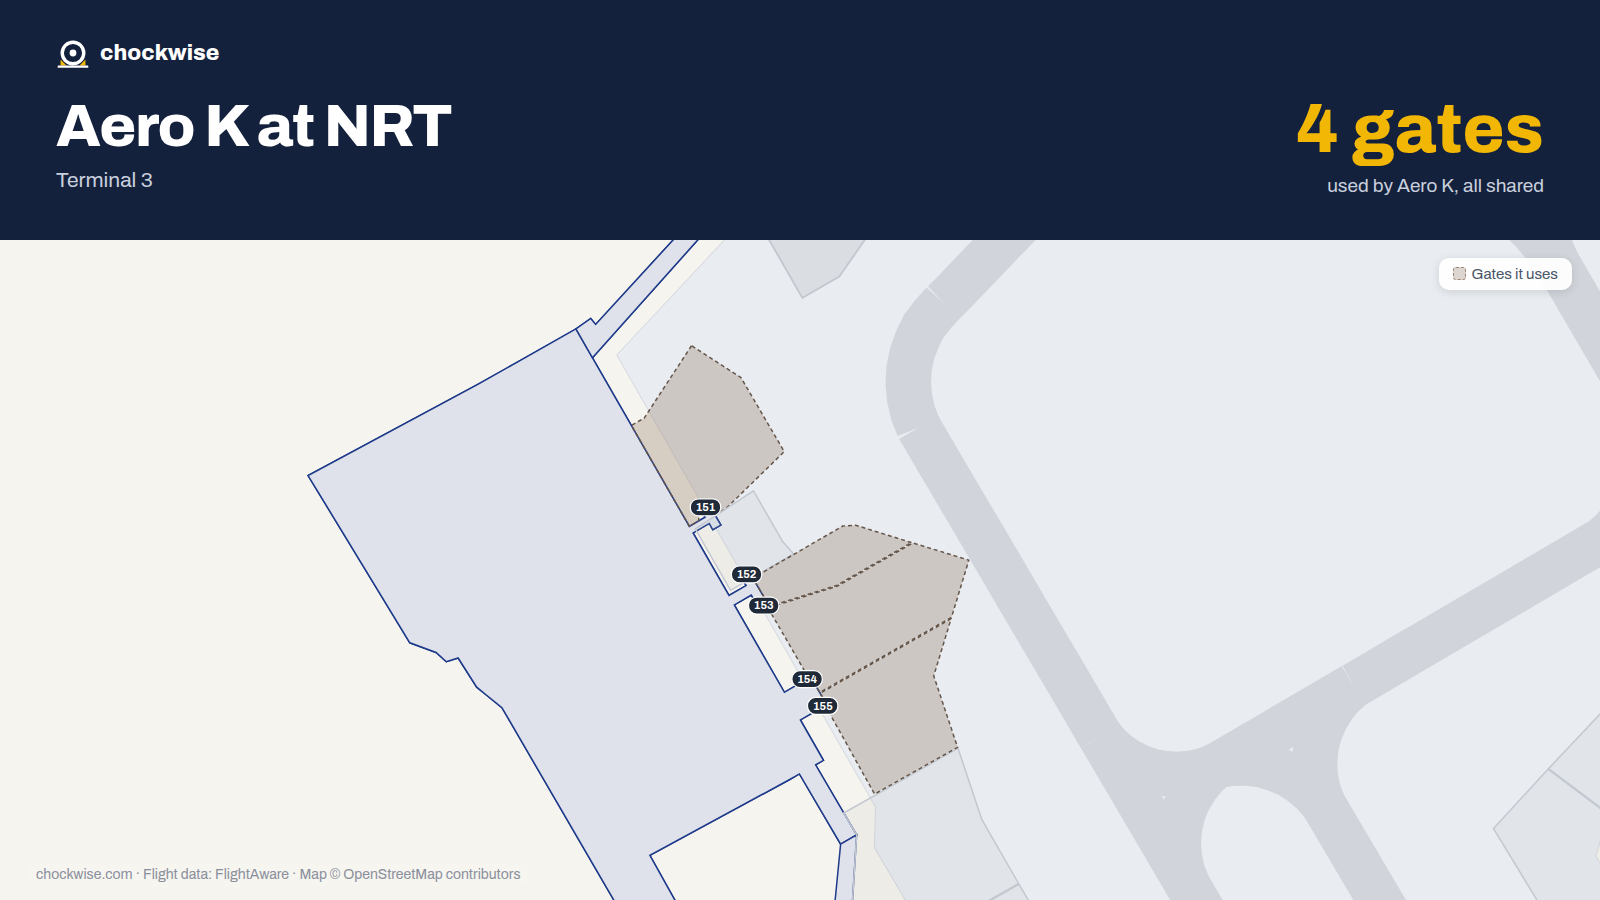 chockwise
Aero K at NRT
Terminal 3
4 gates
used by Aero K, all shared
Gates it uses
151
152
153
154
155
chockwise.com · Flight data: FlightAware · Map © OpenStreetMap contributors